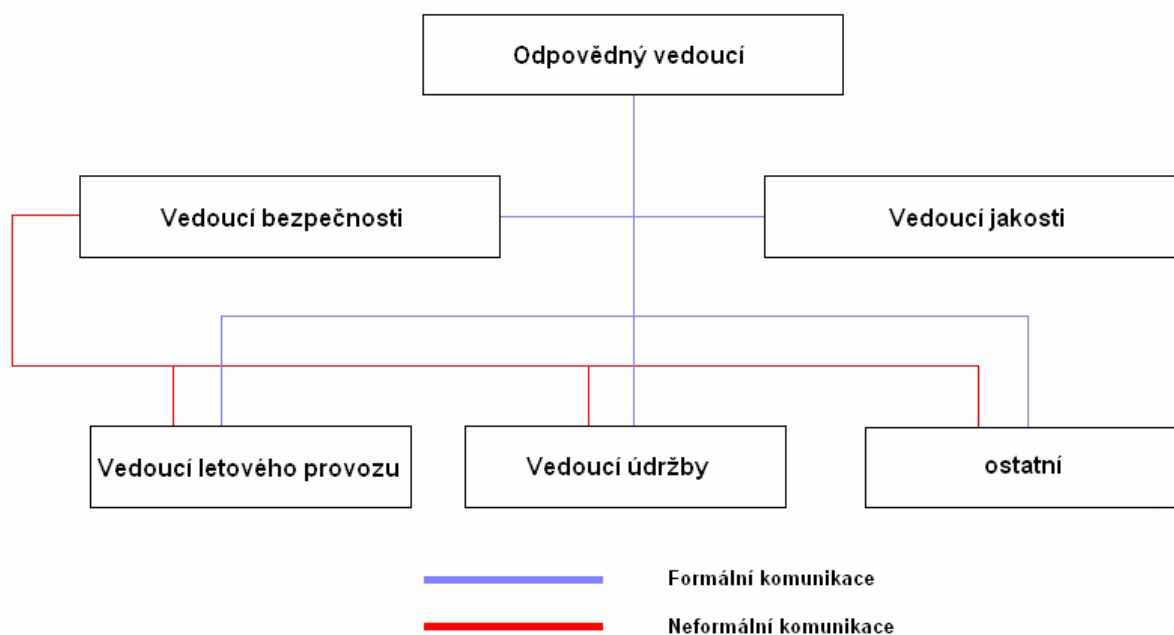 Odpovědný vedoucí
Vedoucí bezpečnosti
Vedoucí jakosti
Vedoucí letového provozu
Vedoucí údržby
ostatní
Formální komunikace
Neformální komunikace